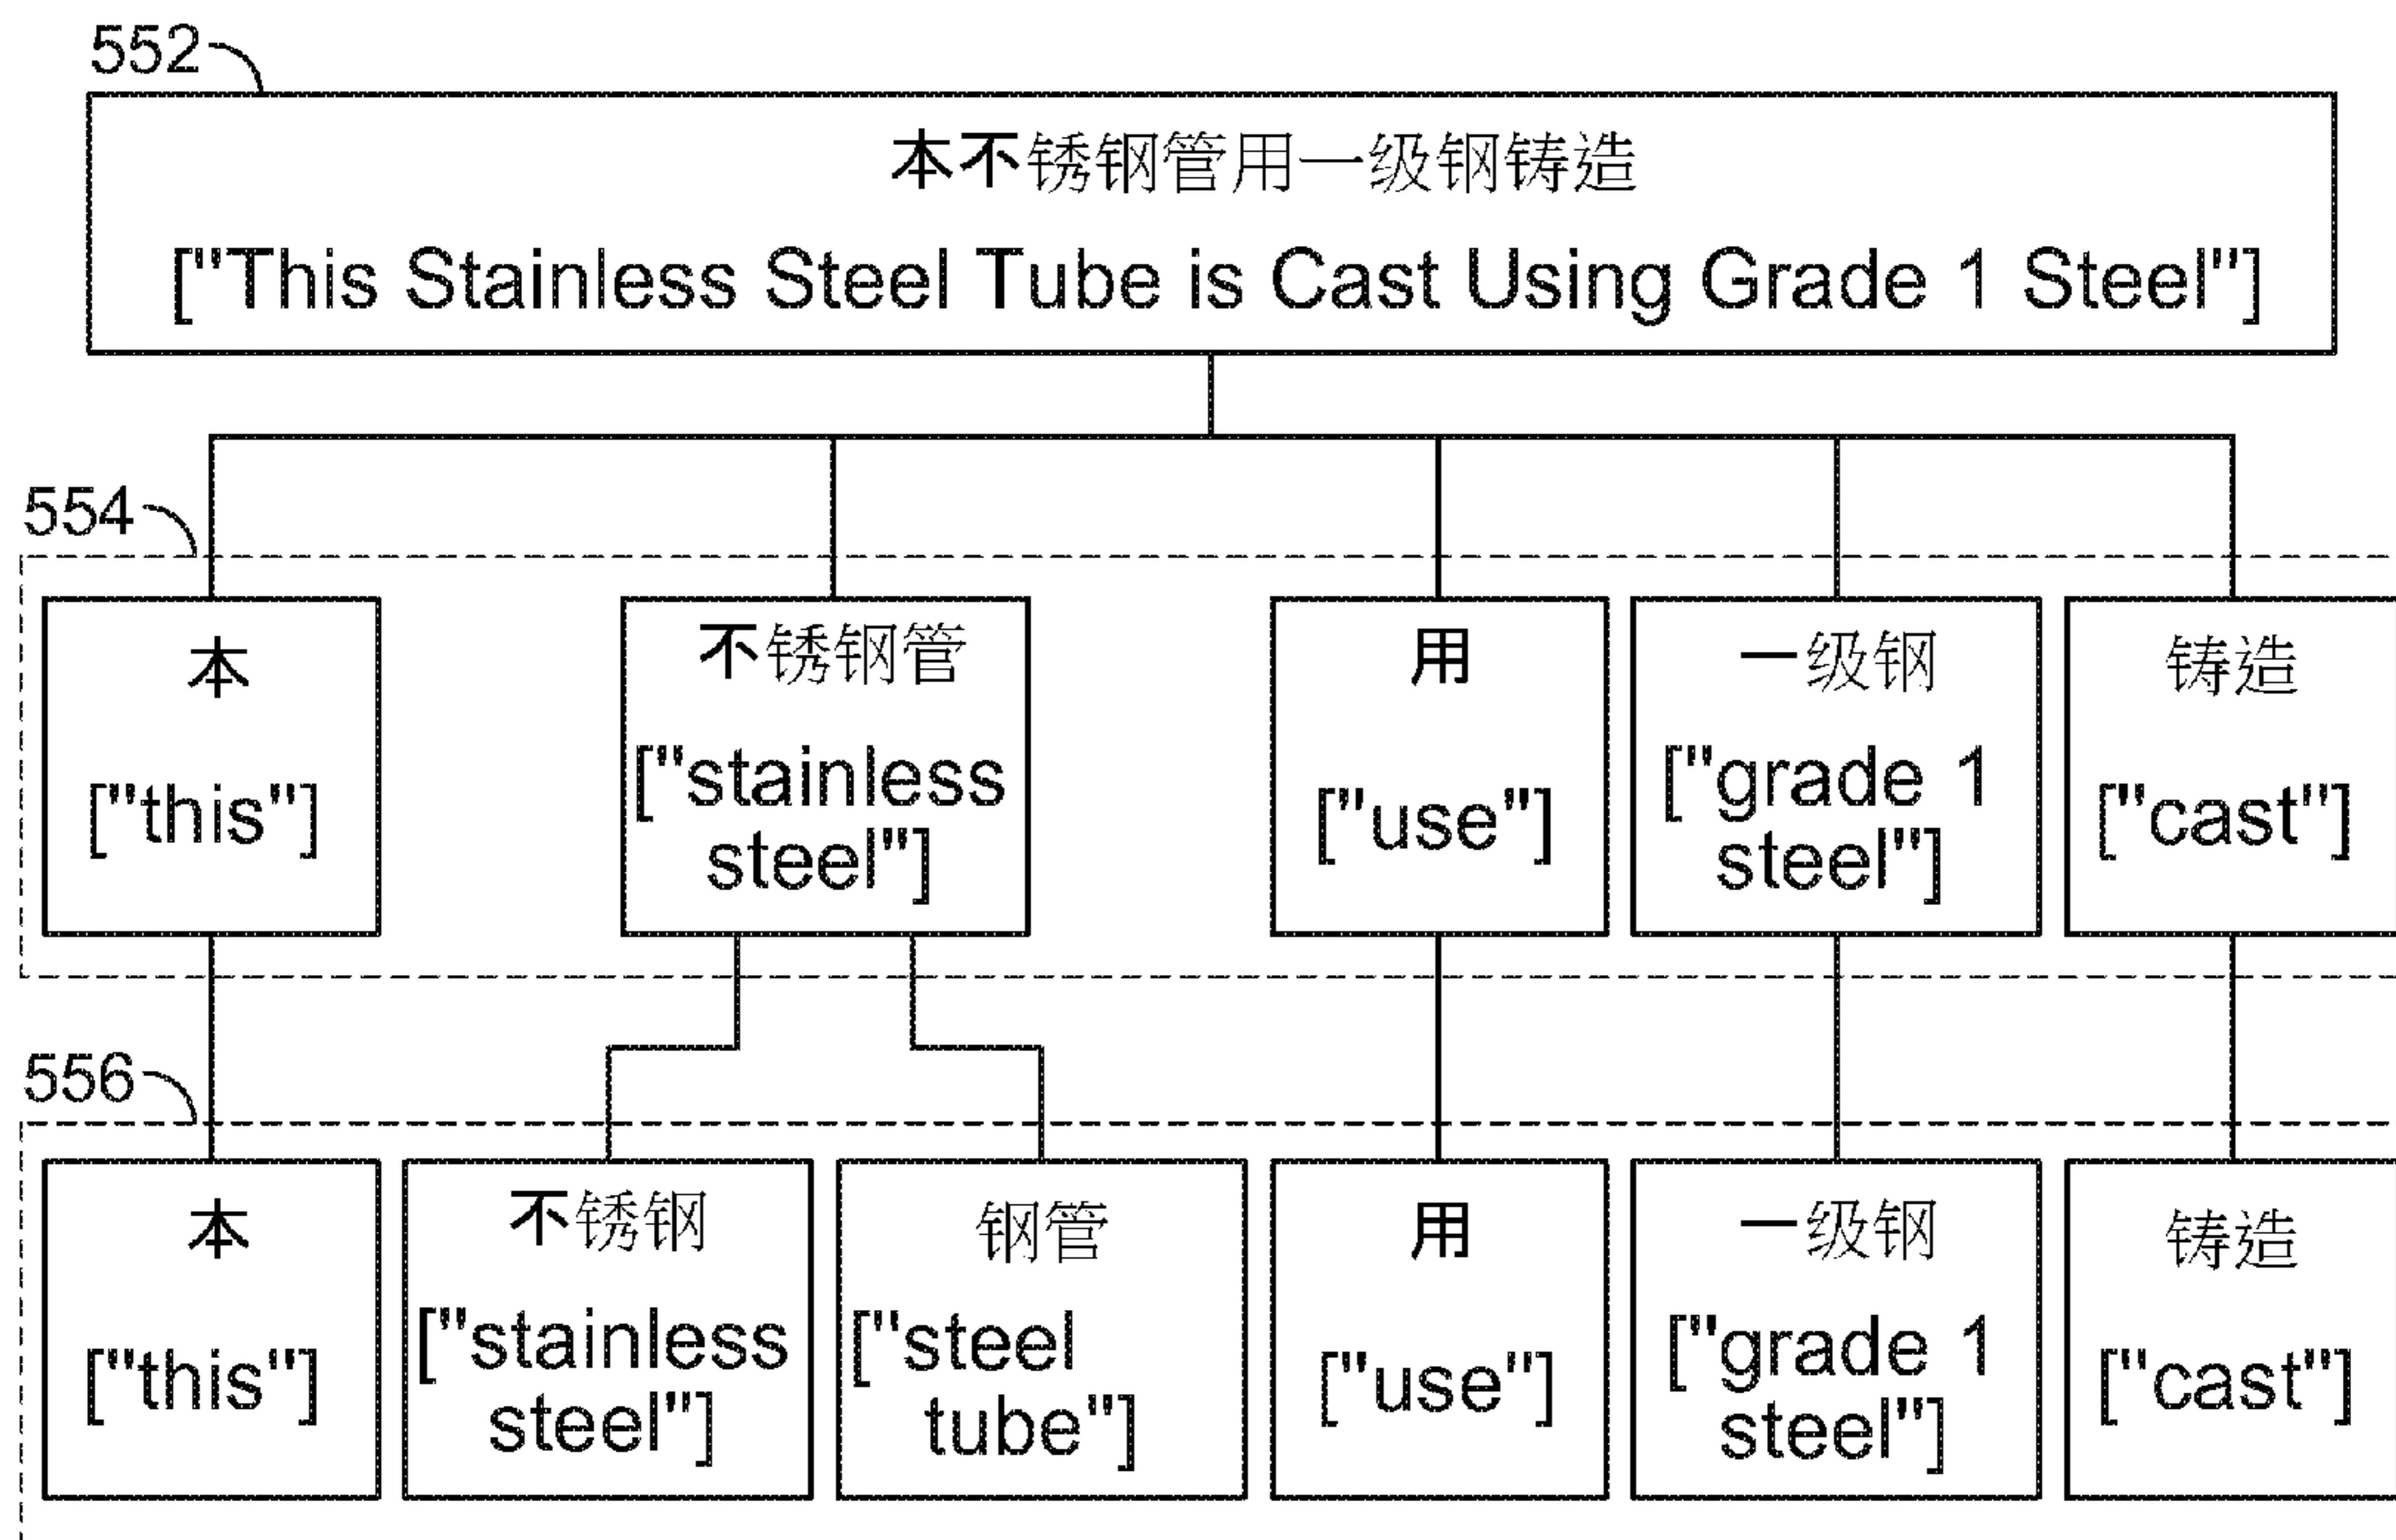 552
本不锈钢管用一级钢铸造
["This Stainless Steel Tube is Cast Using Grade 1 Steel"]
554
本
["this"]
不锈钢管
["stainless
steel"]
用
["use"]
一级钢
["grade 1
steel"]
铸造
["cast"]
556
本
["this"]
不锈钢
["stainless
steel"]
钢管
["steel
tube"]
用
["use"]
一级钢
["grade 1
steel"]
铸造
["cast"]